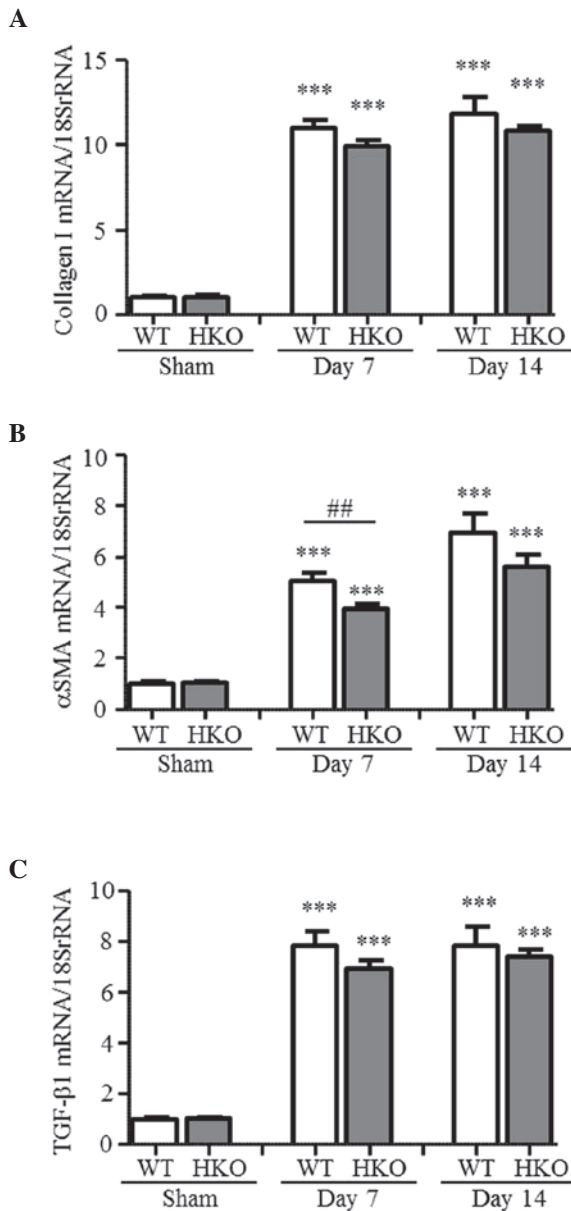 A
Collagen I mRNA/18SrRNA
15
10
5
0
*** *** *** ***
WT HKO WT HKO WT HKO
Sham Day 7 Day 14
B
αSMA mRNA/18SrRNA
10
8
6
4
2
0
##
*** *** *** ***
WT HKO WT HKO WT HKO
Sham Day 7 Day 14
C
TGF-β1 mRNA/18SrRNA
10
8
6
4
2
0
*** *** *** ***
WT HKO WT HKO WT HKO
Sham Day 7 Day 14